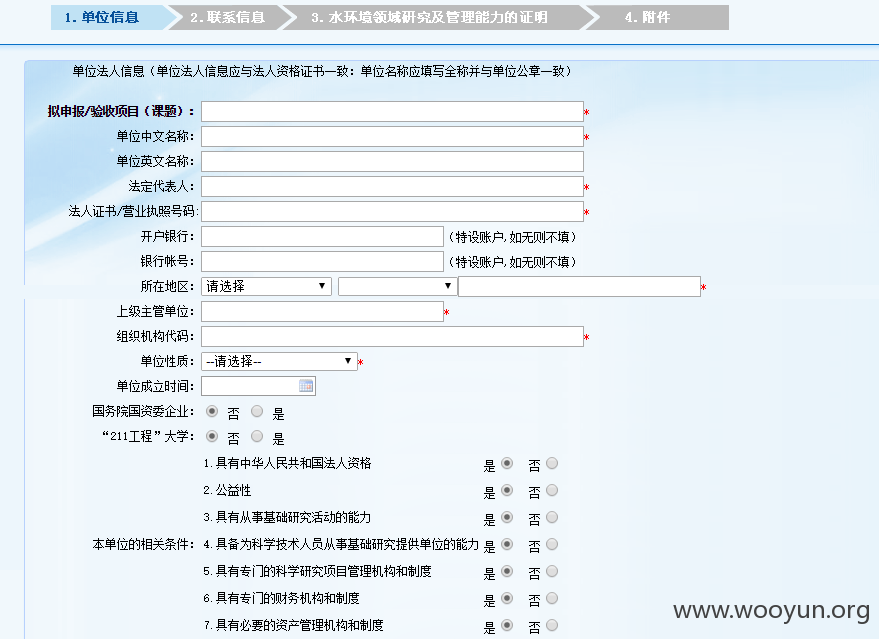 1. 单位信息 2. 联系信息 3. 水环境领域研究及管理能力的证明 4. 附件
单位法人信息（单位法人信息应与法人资格证书一致：单位名称应填写全称并与单位公章一致）
拟申报/验收项目（课题）： *
单位中文名称： *
单位英文名称：
法定代表人： *
法人证书/营业执照号码: *
开户银行： （特设账户,如无则不填）
银行帐号： （特设账户,如无则不填）
所在地区： 请选择 *
上级主管单位： *
组织机构代码： *
单位性质： --请选择-- *
单位成立时间：
国务院国资委企业： 否 是
“211工程”大学： 否 是
1. 具有中华人民共和国法人资格 是 否
2. 公益性 是 否
3. 具有从事基础研究活动的能力 是 否
本单位的相关条件： 4. 具备为科学技术人员从事基础研究提供单位的能力 是 否
5. 具有专门的科学研究项目管理机构和制度 是 否
6. 具有专门的财务机构和制度 是 否
7. 具有必要的资产管理机构和制度 是 否
www.wooyun.org